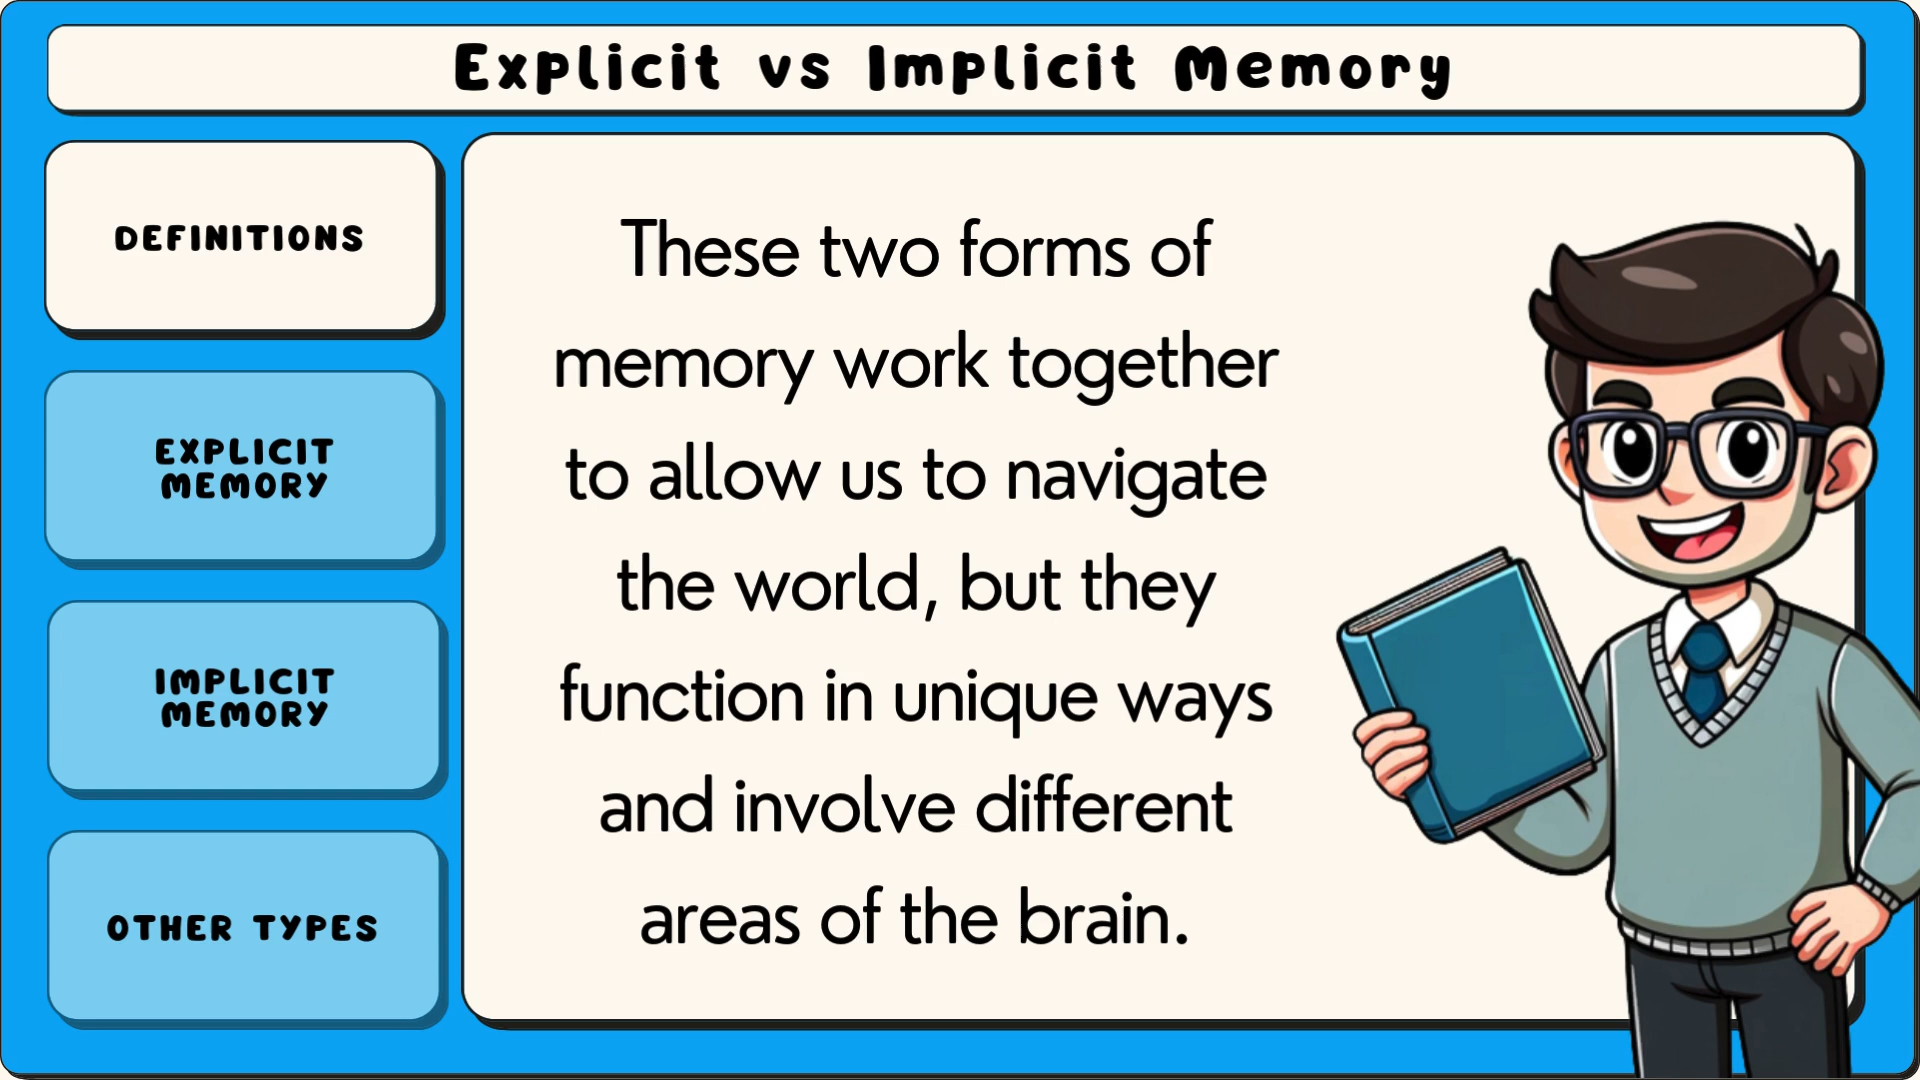 Explicit vs Implicit Memory
DEFINITIONS
EXPLICIT
MEMORY
IMPLICIT
MEMORY
OTHER TYPES
These two forms of
memory work together
to allow us to navigate
the world, but they
function in unique ways
and involve different
areas of the brain.